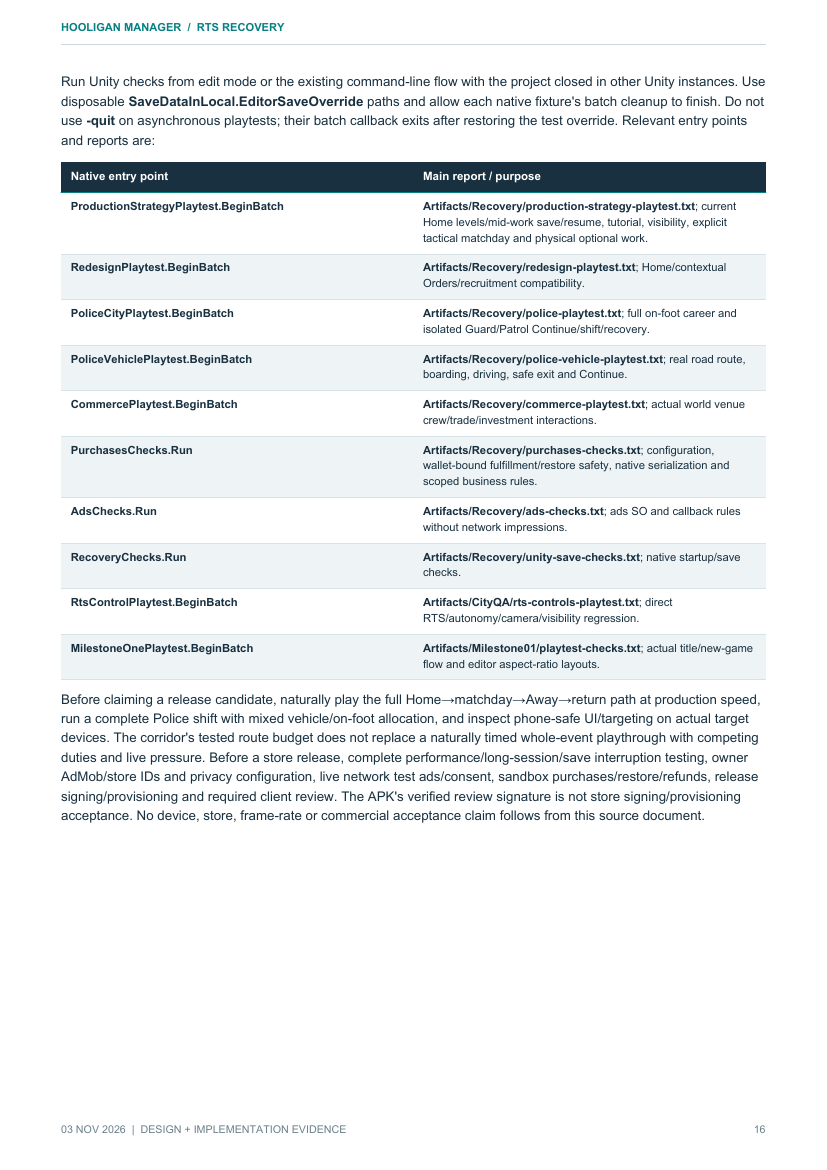 HOOLIGAN MANAGER / RTS RECOVERY
Run Unity checks from edit mode or the existing command-line flow with the project closed in other Unity instances. Use
disposable SaveDataInLocal.EditorSaveOverride paths and allow each native fixture's batch cleanup to finish. Do not
use -quit on asynchronous playtests; their batch callback exits after restoring the test override. Relevant entry points
and reports are:
Native entry point
Main report / purpose
ProductionStrategyPlaytest.BeginBatch
Artifacts/Recovery/production-strategy-playtest.txt; current
Home levels/mid-work save/resume, tutorial, visibility, explicit
tactical matchday and physical optional work.
RedesignPlaytest.BeginBatch
Artifacts/Recovery/redesign-playtest.txt; Home/contextual
Orders/recruitment compatibility.
PoliceCityPlaytest.BeginBatch
Artifacts/Recovery/police-playtest.txt; full on-foot career and
isolated Guard/Patrol Continue/shift/recovery.
PoliceVehiclePlaytest.BeginBatch
Artifacts/Recovery/police-vehicle-playtest.txt; real road route,
boarding, driving, safe exit and Continue.
CommercePlaytest.BeginBatch
Artifacts/Recovery/commerce-playtest.txt; actual world venue
crew/trade/investment interactions.
PurchasesChecks.Run
Artifacts/Recovery/purchases-checks.txt; configuration,
wallet-bound fulfillment/restore safety, native serialization and
scoped business rules.
AdsChecks.Run
Artifacts/Recovery/ads-checks.txt; ads SO and callback rules
without network impressions.
RecoveryChecks.Run
Artifacts/Recovery/unity-save-checks.txt; native startup/save
checks.
RtsControlPlaytest.BeginBatch
Artifacts/CityQA/rts-controls-playtest.txt; direct
RTS/autonomy/camera/visibility regression.
MilestoneOnePlaytest.BeginBatch
Artifacts/Milestone01/playtest-checks.txt; actual title/new-game
flow and editor aspect-ratio layouts.
Before claiming a release candidate, naturally play the full Home→matchday→Away→return path at production speed,
run a complete Police shift with mixed vehicle/on-foot allocation, and inspect phone-safe UI/targeting on actual target
devices. The corridor's tested route budget does not replace a naturally timed whole-event playthrough with competing
duties and live pressure. Before a store release, complete performance/long-session/save interruption testing, owner
AdMob/store IDs and privacy configuration, live network test ads/consent, sandbox purchases/restore/refunds, release
signing/provisioning and required client review. The APK's verified review signature is not store signing/provisioning
acceptance. No device, store, frame-rate or commercial acceptance claim follows from this source document.
03 NOV 2026 | DESIGN + IMPLEMENTATION EVIDENCE
16